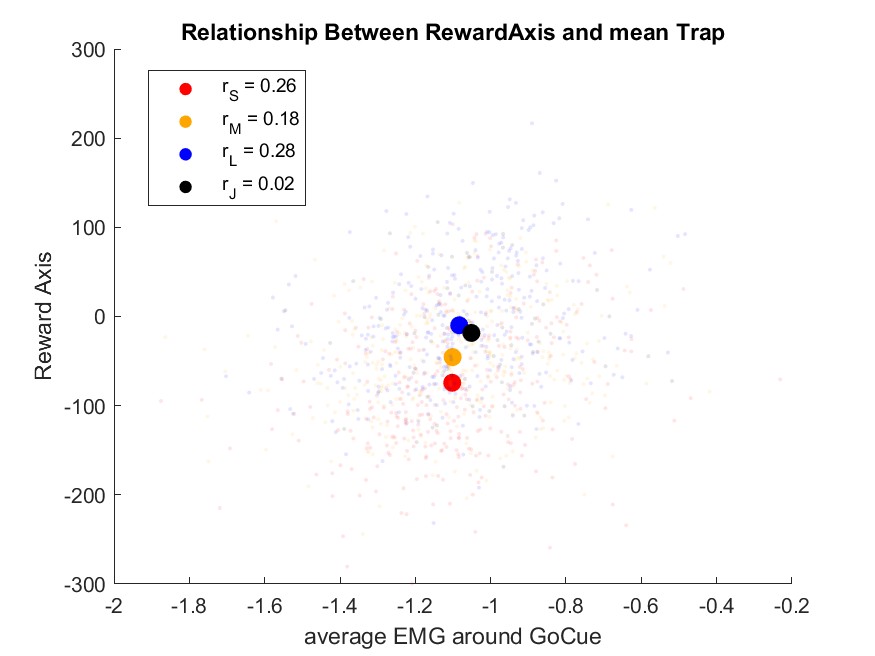 Relationship Between RewardAxis and mean Trap
300
200
100
0
-100
-200
-300
Reward Axis
r_S = 0.26
r_M = 0.18
r_L = 0.28
r_J = 0.02
-2 -1.8 -1.6 -1.4 -1.2 -1 -0.8 -0.6 -0.4 -0.2
average EMG around GoCue